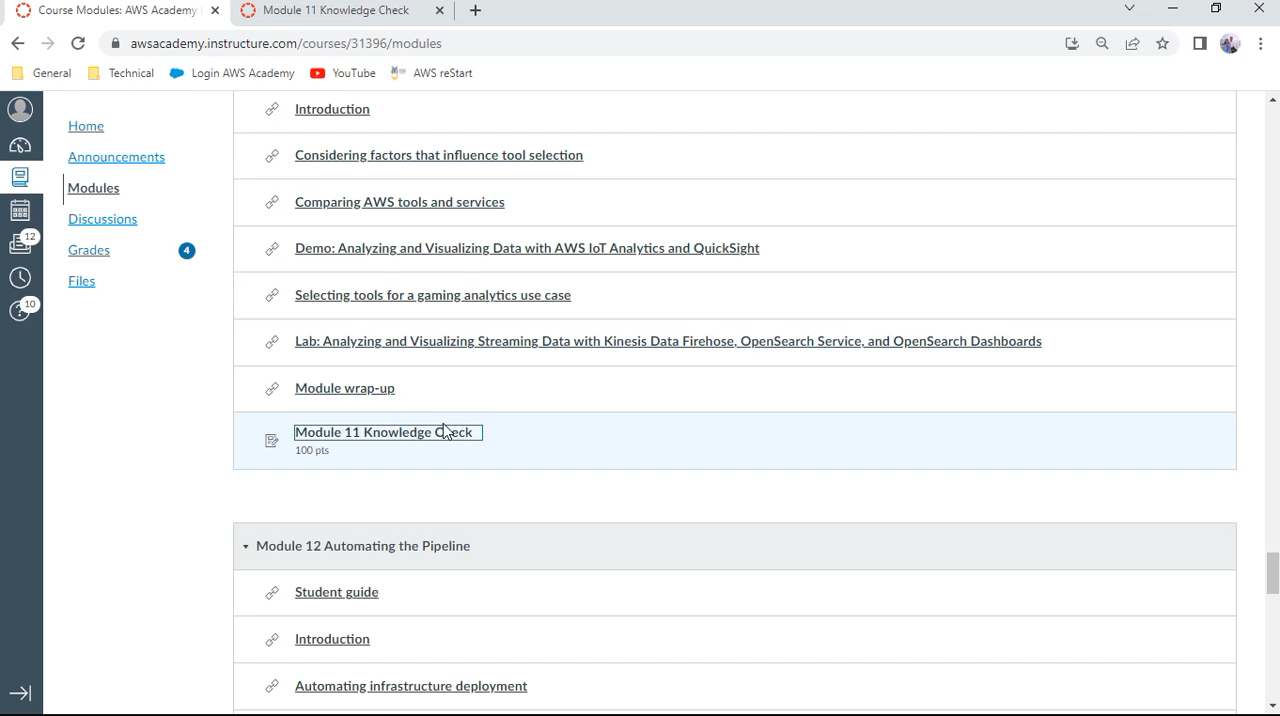 Course Modules: AWS Academy
Module 11 Knowledge Check
awsacademy.instructure.com/courses/31396/modules
General
Technical
Login AWS Academy
YouTube
AWS reStart
Home
Announcements
Modules
Discussions
Grades
4
Files
12
10
Introduction
Considering factors that influence tool selection
Comparing AWS tools and services
Demo: Analyzing and Visualizing Data with AWS IoT Analytics and QuickSight
Selecting tools for a gaming analytics use case
Lab: Analyzing and Visualizing Streaming Data with Kinesis Data Firehose, OpenSearch Service, and OpenSearch Dashboards
Module wrap-up
Module 11 Knowledge Check
100 pts
Module 12 Automating the Pipeline
Student guide
Introduction
Automating infrastructure deployment